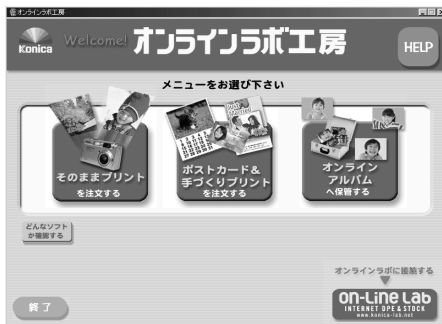 オンラインラボ工房
Konica
Welcome!
オンラインラボ工房
HELP
メニューをお選び下さい
そのままプリント
を注文する
ポストカード&
手づくりプリント
を注文する
オンライン
アルバム
へ保管する
どんなソフト
か確認する
オンラインラボに接続する
終了
ON-LINE LAB
INTERNET OPE & STOCK
www.konica-lab.net